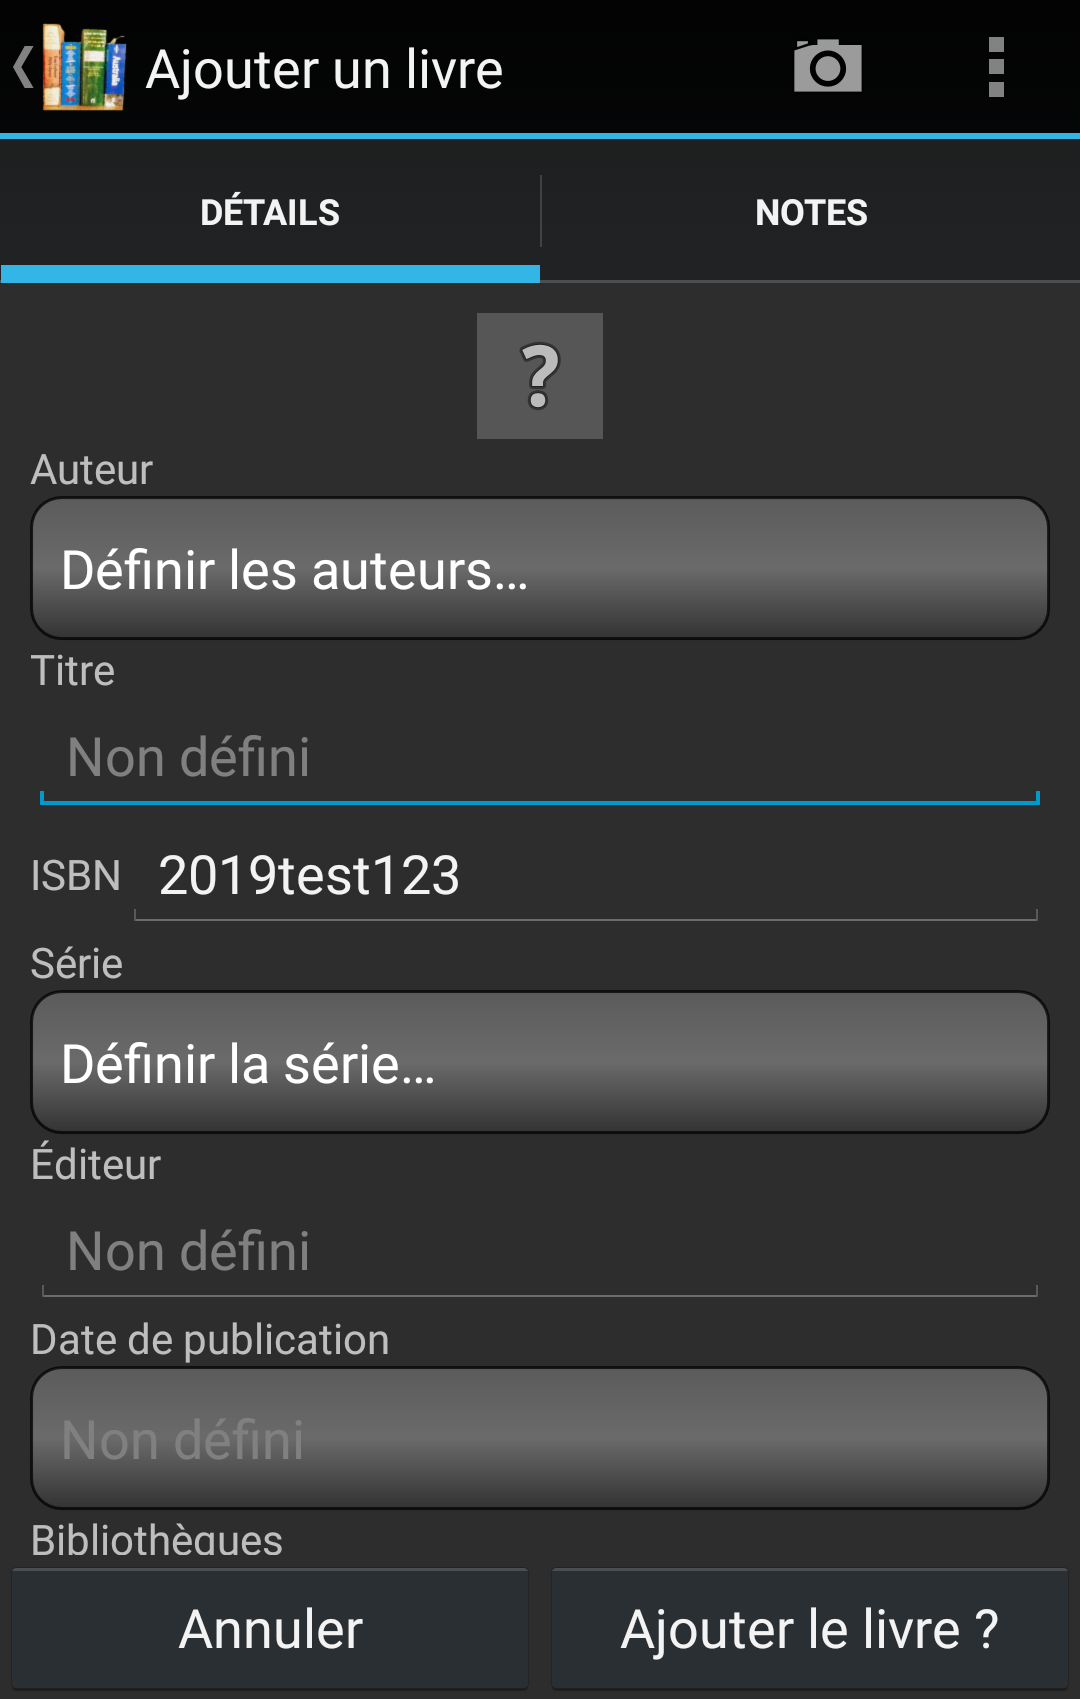 Ajouter un livre
DÉTAILS
NOTES
?
Auteur
Définir les auteurs…
Titre
Non défini
ISBN 2019test123
Série
Définir la série…
Éditeur
Non défini
Date de publication
Non défini
Bibliothèques
Annuler
Ajouter le livre ?